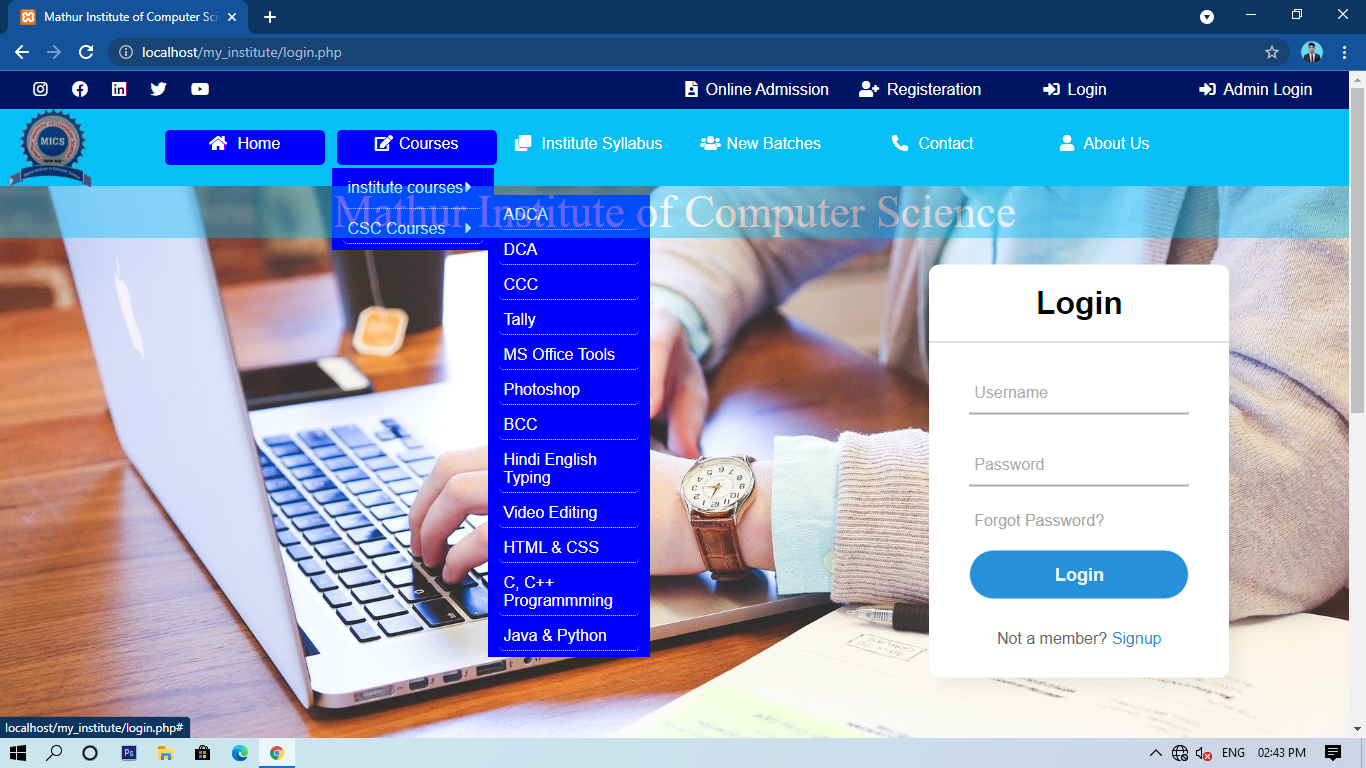 Mathur Institute of Computer Sci
localhost/my_institute/login.php
Online Admission
Registeration
Login
Admin Login
MICS
Home
Courses
Institute Syllabus
New Batches
Contact
About Us
institute courses
CSC Courses
Mathur Institute of Computer Science
ADCA
DCA
CCC
Tally
MS Office Tools
Photoshop
BCC
Hindi English
Typing
Video Editing
HTML & CSS
C, C++
Programmming
Java & Python
Login
Username
Password
Forgot Password?
Login
Not a member? Signup
localhost/my_institute/login.php#
Ps
ENG
02:43 PM